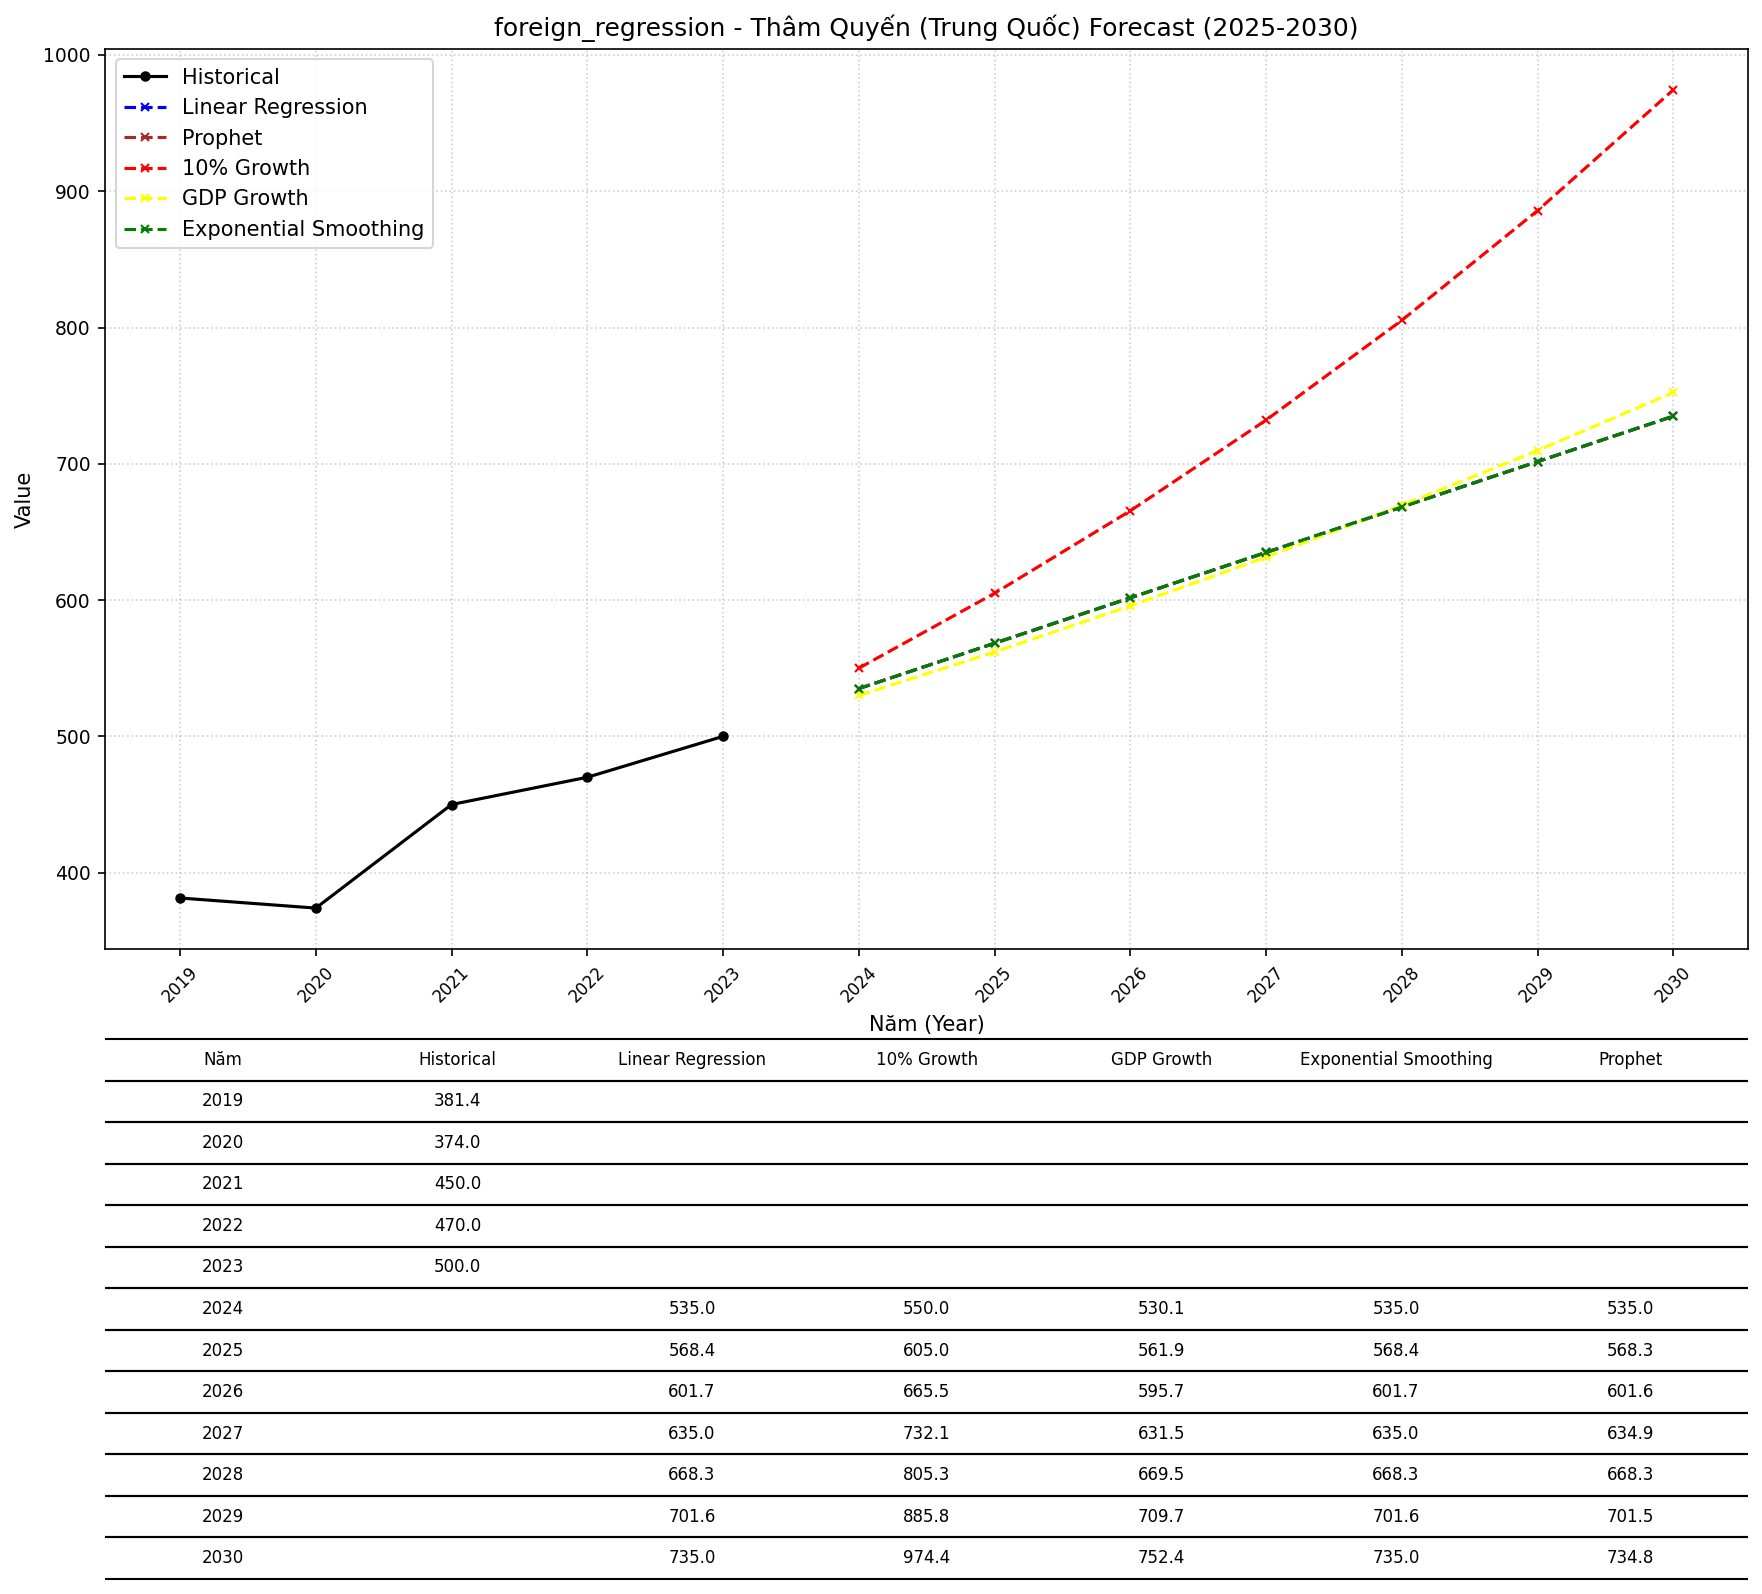 foreign_regression - Thâm Quyến (Trung Quốc) Forecast (2025-2030)
1000
900
800
700
600
500
400
Value
Historical
Linear Regression
Prophet
10% Growth
GDP Growth
Exponential Smoothing
2019 2020 2021 2022 2023 2024 2025 2026 2027 2028 2029 2030
Năm (Year)
Năm Historical Linear Regression 10% Growth GDP Growth Exponential Smoothing Prophet
2019 381.4
2020 374.0
2021 450.0
2022 470.0
2023 500.0
2024 535.0 550.0 530.1 535.0 535.0
2025 568.4 605.0 561.9 568.4 568.3
2026 601.7 665.5 595.7 601.7 601.6
2027 635.0 732.1 631.5 635.0 634.9
2028 668.3 805.3 669.5 668.3 668.3
2029 701.6 885.8 709.7 701.6 701.5
2030 735.0 974.4 752.4 735.0 734.8